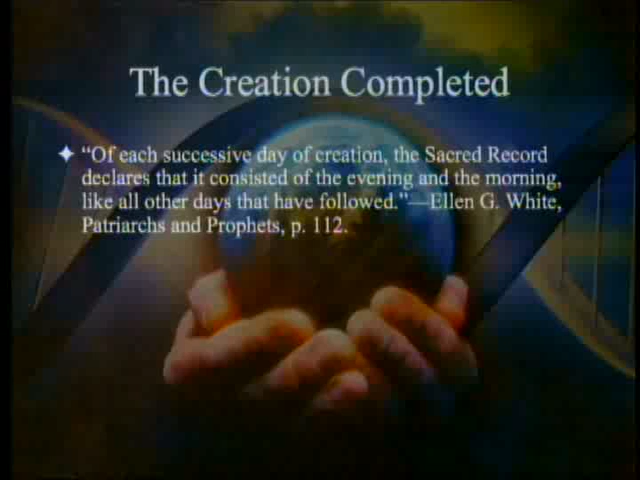 The Creation Completed
“Of each successive day of creation, the Sacred Record
declares that it consisted of the evening and the morning,
like all other days that have followed.”—Ellen G. White,
Patriarchs and Prophets, p. 112.